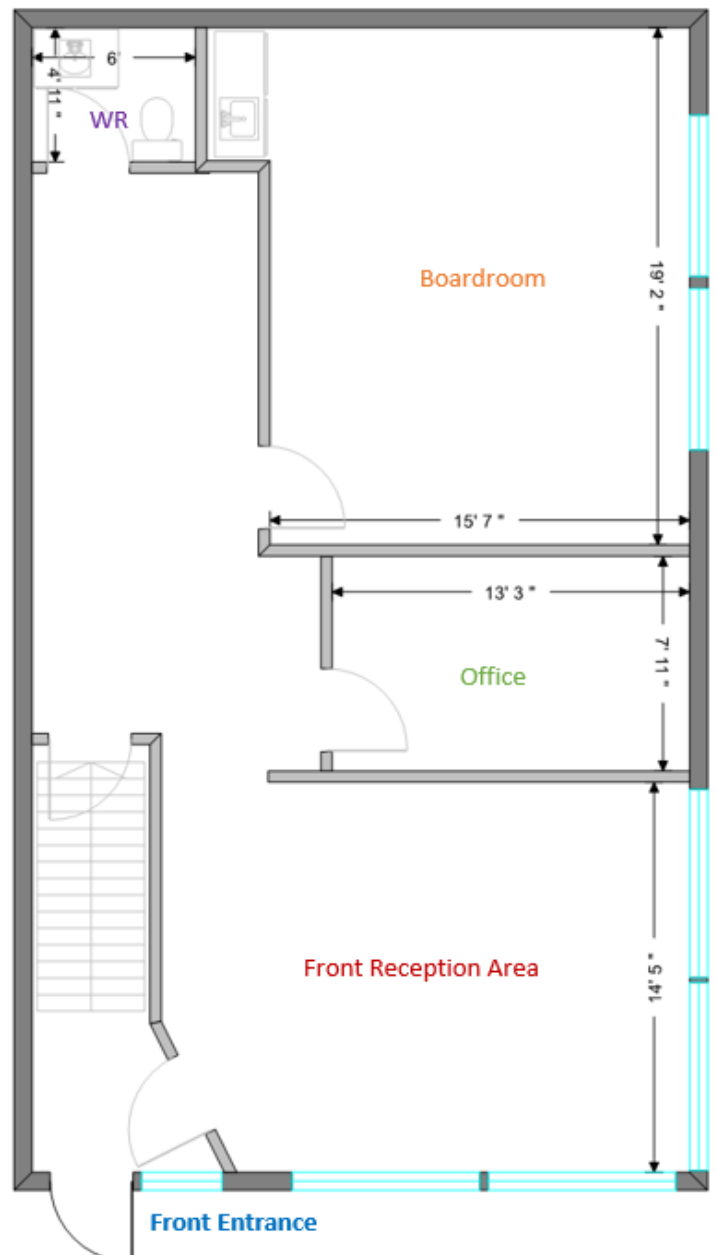 6'
4' 11 "
WR
Boardroom
19' 2 "
15' 7 "
13' 3 "
Office
7' 11 "
Front Reception Area
14' 5 "
Front Entrance